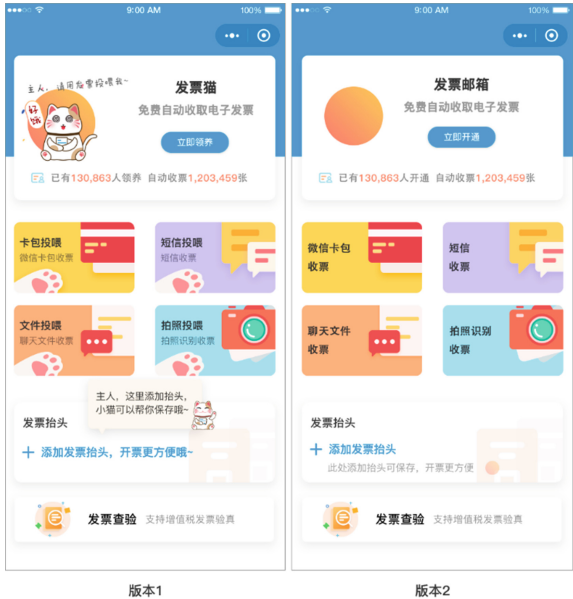 9:00 AM
100%
主人，请用发票投喂我~
好饿
发票猫
免费自动收取电子发票
立即领养
已有130,863人领养 自动收票1,203,459张
卡包投喂
微信卡包收票
短信投喂
短信收票
文件投喂
聊天文件收票
拍照投喂
拍照识别收票
主人，这里添加抬头，
小猫可以帮你保存哦~
发票抬头
添加发票抬头，开票更方便哦~
发票查验 支持增值税发票验真
版本1
9:00 AM
100%
发票邮箱
免费自动收取电子发票
立即开通
已有130,863人开通 自动收票1,203,459张
微信卡包
收票
短信
收票
聊天文件
收票
拍照识别
收票
发票抬头
添加发票抬头
此处添加抬头可保存，开票更方便
发票查验 支持增值税发票验真
版本2